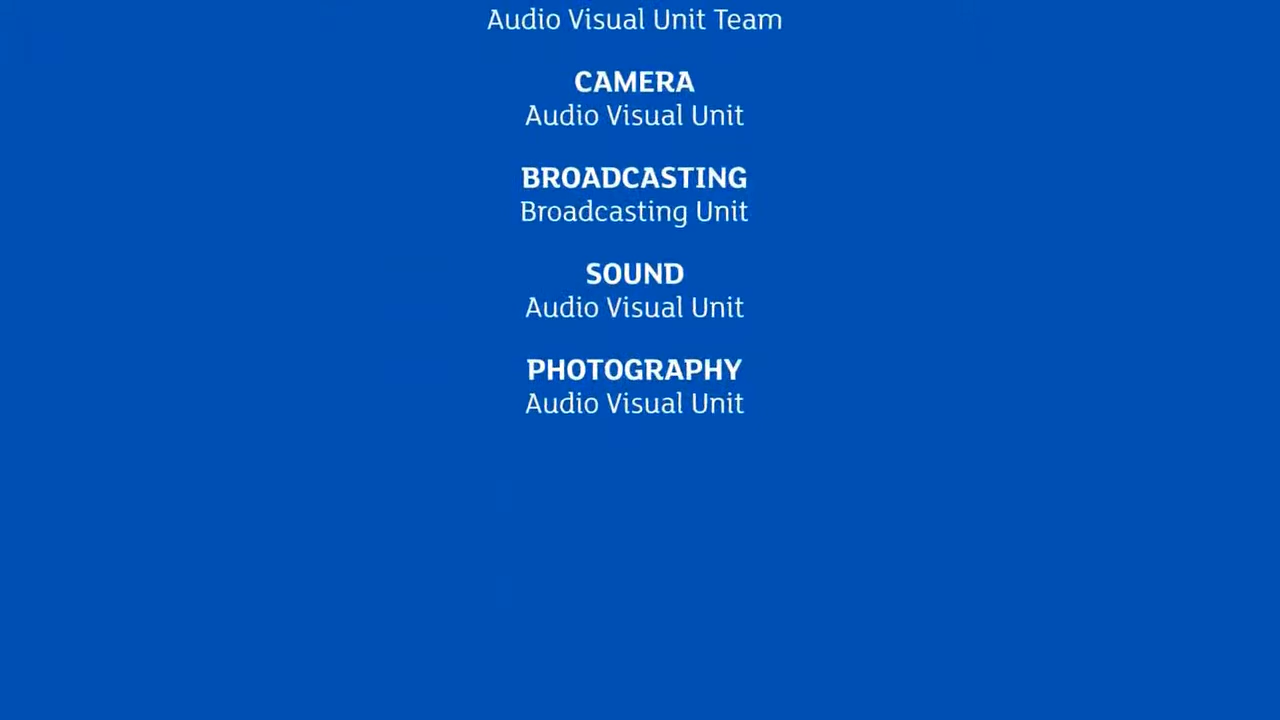 Audio Visual Unit Team
CAMERA
Audio Visual Unit
BROADCASTING
Broadcasting Unit
SOUND
Audio Visual Unit
PHOTOGRAPHY
Audio Visual Unit